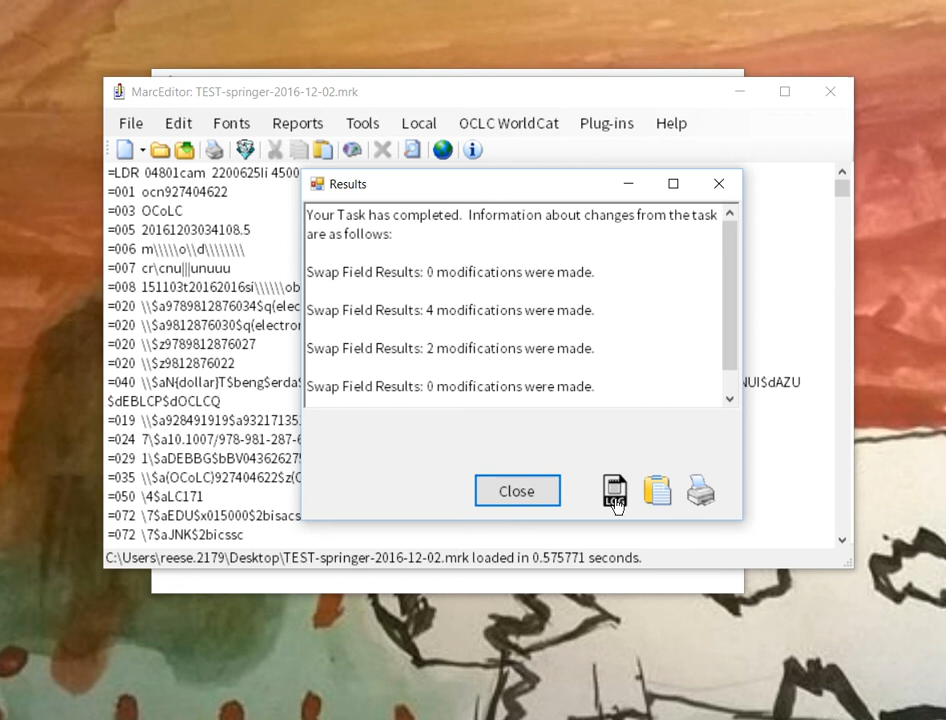 MarcEditor: TEST-springer-2016-12-02.mrk
File Edit Fonts Reports Tools Local OCLC WorldCat Plug-ins Help
=LDR 04801cam 2200625Ii 4500
=001 ocn927404622
=003 OCoLC
=005 20161203034108.5
=006 m\\\\\o\\d\\\\\\\\
=007 cr\cnu|||unuuu
=008 151103t20162016si\\\\\\ob
=020 \\$a9789812876034$q(elec
=020 \\$a9812876030$q(electron
=020 \\$z9789812876027
=020 \\$z9812876022
=040 \\$aN{dollar}T$beng$erda$ NUI$dAZU
$dEBLCP$dOCLCQ
=019 \\$a928491919$a93217135
=024 7\$a10.1007/978-981-287-6
=029 1\$aDEBBG$bBV04362627
=035 \\$a(OCoLC)927404622$z(
=050 \4$aLC171
=072 \7$aEDU$x015000$2bisacs
=072 \7$aJNK$2bicssc
C:\Users\reese.2179\Desktop\TEST-springer-2016-12-02.mrk loaded in 0.575771 seconds.
Results
Your Task has completed. Information about changes from the task
are as follows:
Swap Field Results: 0 modifications were made.
Swap Field Results: 4 modifications were made.
Swap Field Results: 2 modifications were made.
Swap Field Results: 0 modifications were made.
Close
LOG